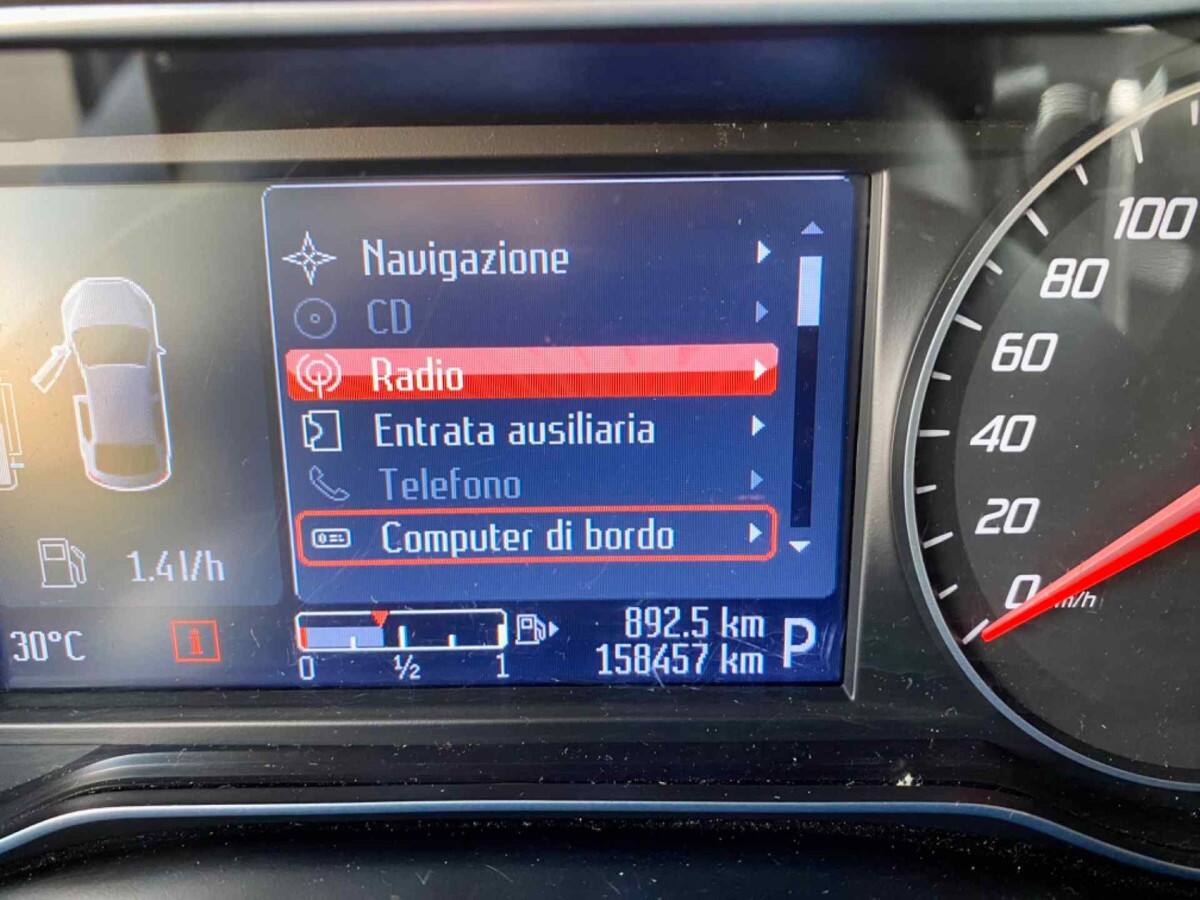 Navigazione
CD
Radio
Entrata ausiliaria
Telefono
Computer di bordo
1.4 l/h
30°C
i
0 1/2 1
892.5 km
158457 km
P
100
80
60
40
20
0